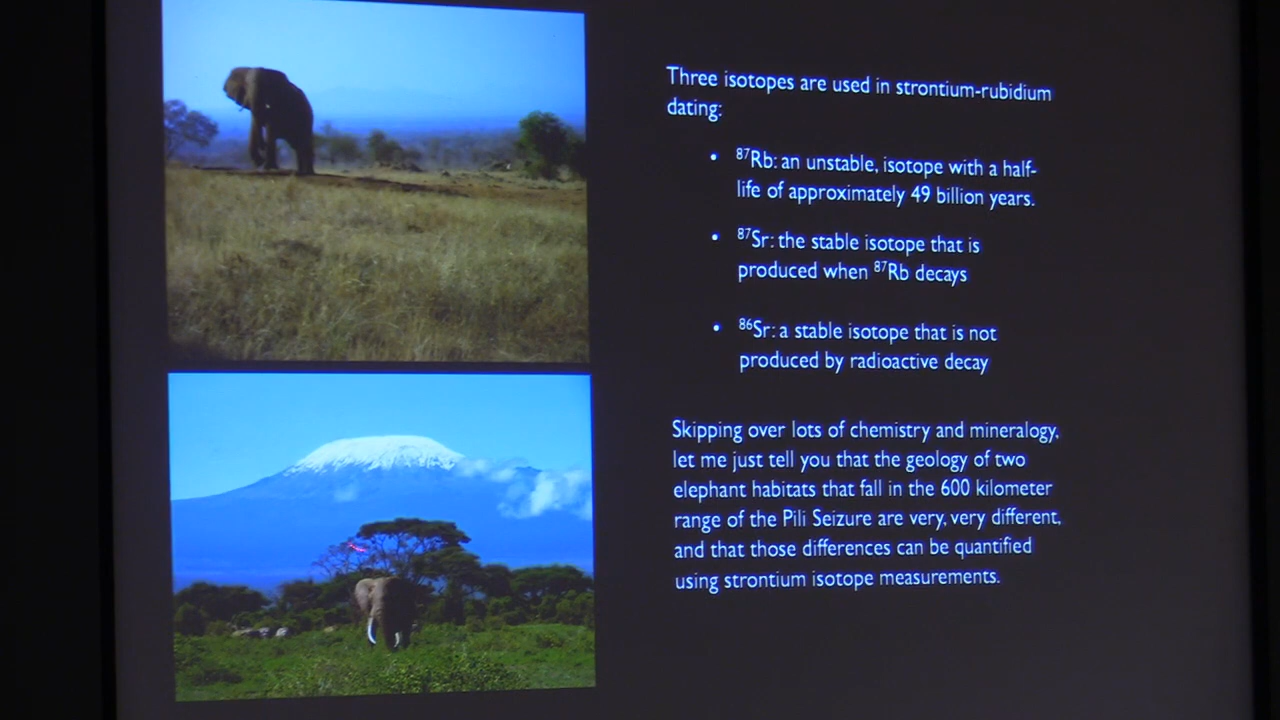 Three isotopes are used in strontium-rubidium
dating:
• ⁸⁷Rb: an unstable, isotope with a half-
life of approximately 49 billion years.
• ⁸⁷Sr: the stable isotope that is
produced when ⁸⁷Rb decays
• ⁸⁶Sr: a stable isotope that is not
produced by radioactive decay
Skipping over lots of chemistry and mineralogy,
let me just tell you that the geology of two
elephant habitats that fall in the 600 kilometer
range of the Pili Seizure are very, very different,
and that those differences can be quantified
using strontium isotope measurements.